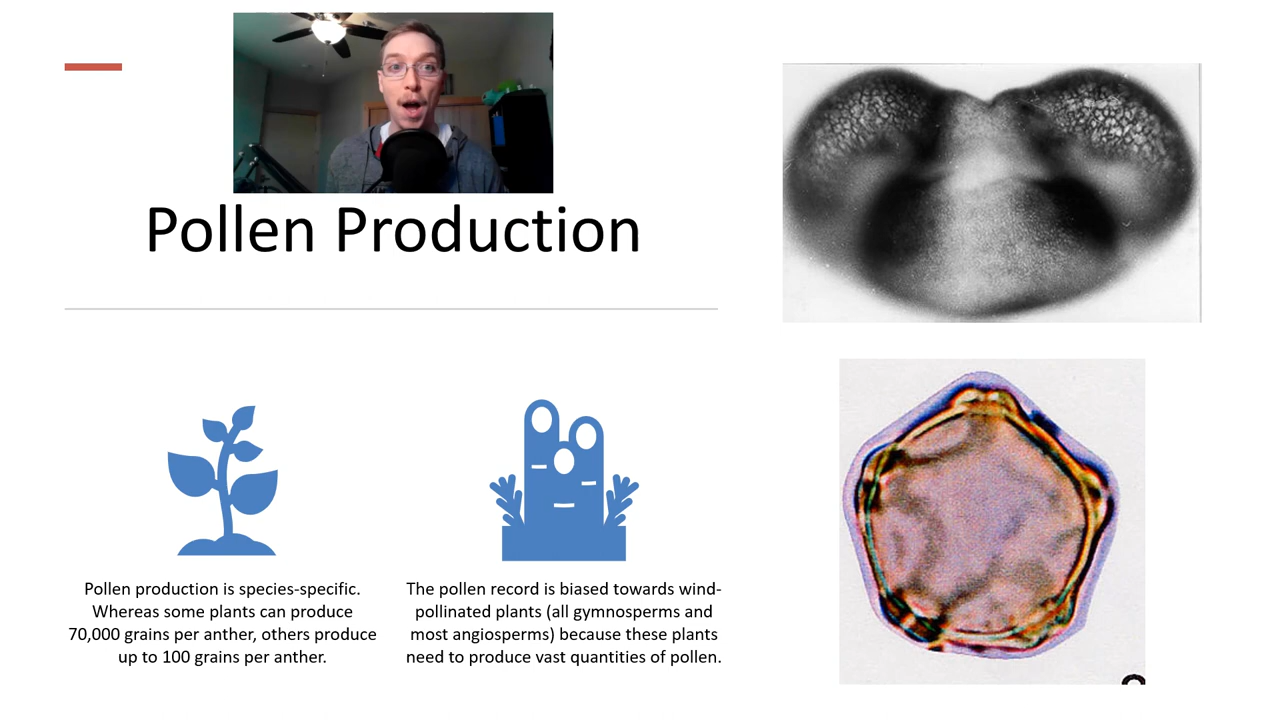 Pollen Production
Pollen production is species-specific.
Whereas some plants can produce
70,000 grains per anther, others produce
up to 100 grains per anther.
The pollen record is biased towards wind-
pollinated plants (all gymnosperms and
most angiosperms) because these plants
need to produce vast quantities of pollen.